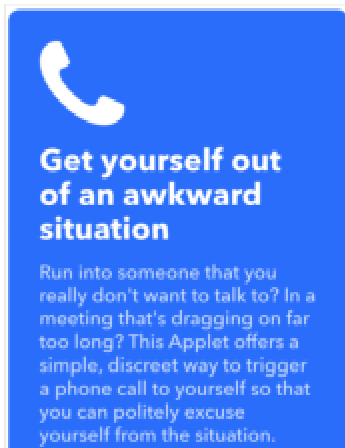 Get yourself out
of an awkward
situation
Run into someone that you
really don't want to talk to? In a
meeting that's dragging on far
too long? This Applet offers a
simple, discreet way to trigger
a phone call to yourself so that
you can politely excuse
yourself from the situation.